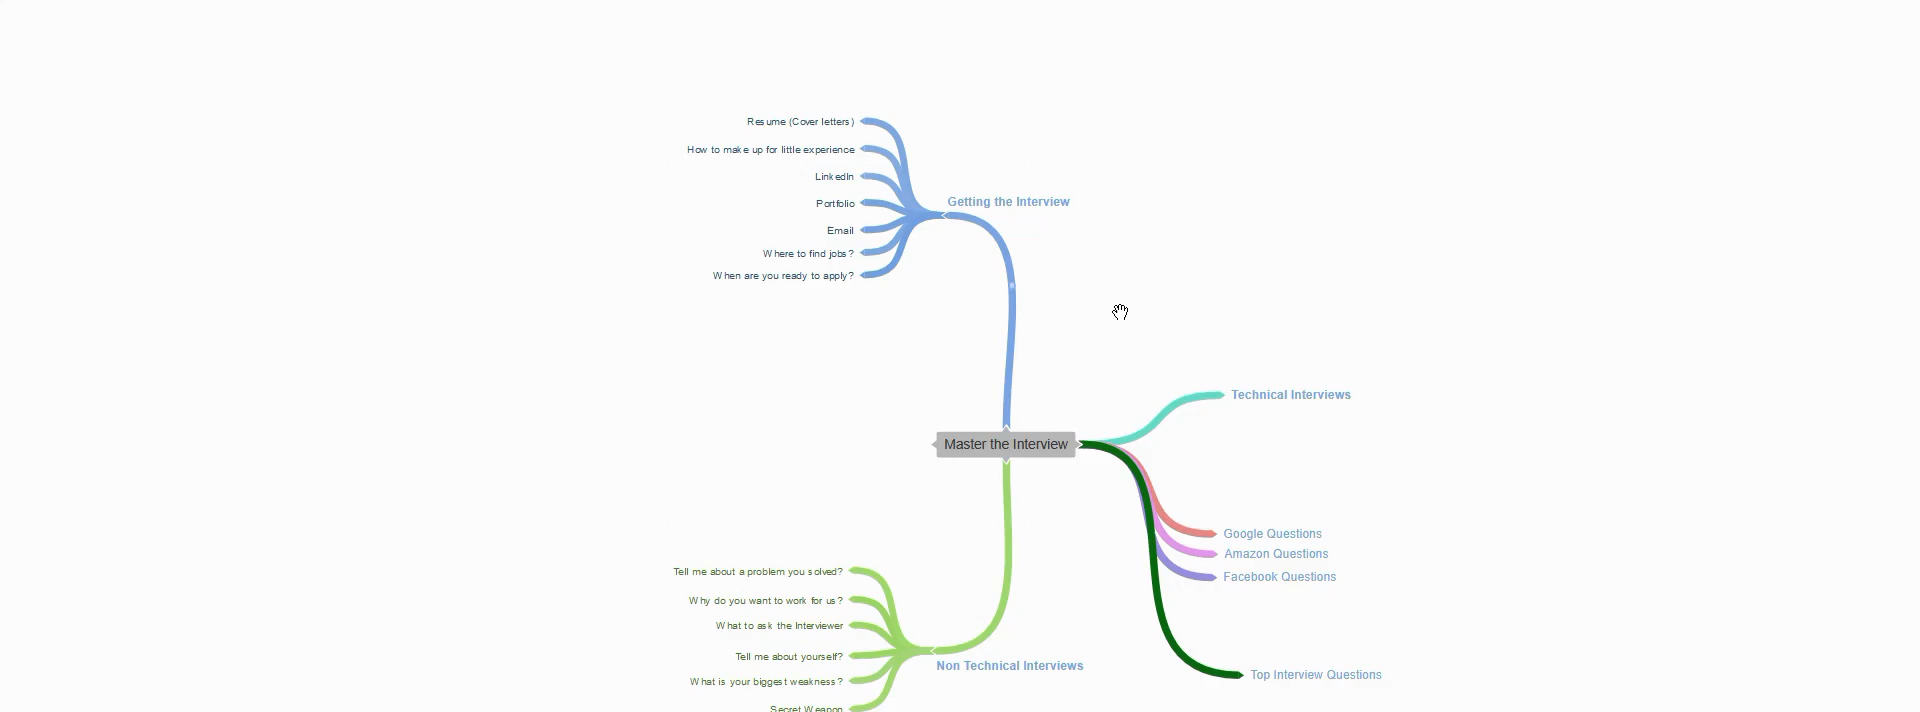 Resume (Cover letters)
How to make up for little experience
LinkedIn
Portfolio
Email
Where to find jobs?
When are you ready to apply?
Getting the Interview
Master the Interview
Technical Interviews
Google Questions
Amazon Questions
Facebook Questions
Top Interview Questions
Tell me about a problem you solved?
Why do you want to work for us?
What to ask the Interviewer
Tell me about yourself?
What is your biggest weakness?
Secret Weapon
Non Technical Interviews